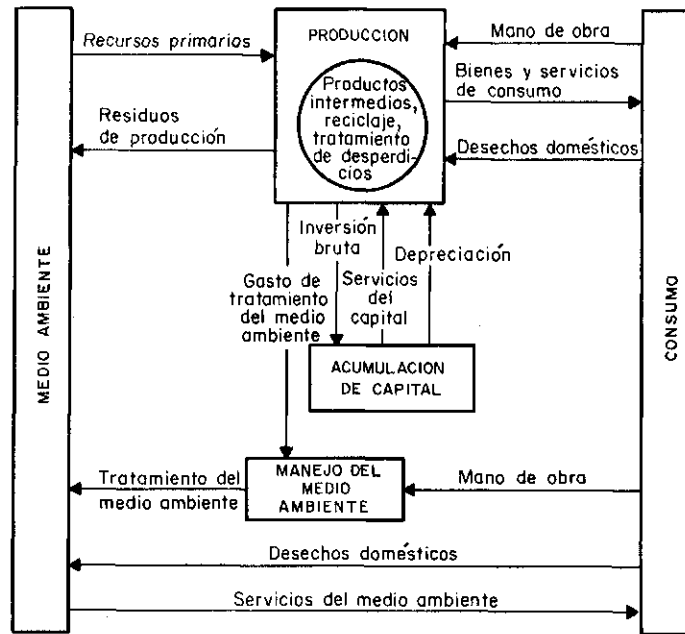 PRODUCCION
Recursos primarios
Mano de obra
Bienes y servicios
de consumo
Productos
intermedios,
reciclaje,
tratamiento
de desperdi-
cios
Residuos
de producción
Desechos domésticos
Inversión
bruta
Depreciación
Servicios
del
capital
Gasto de
tratamiento
del medio
ambiente
MEDIO AMBIENTE
CONSUMO
ACUMULACION
DE CAPITAL
Tratamiento del
medio ambiente
MANEJO DEL
MEDIO
AMBIENTE
Mano de obra
Desechos domésticos
Servicios del medio ambiente